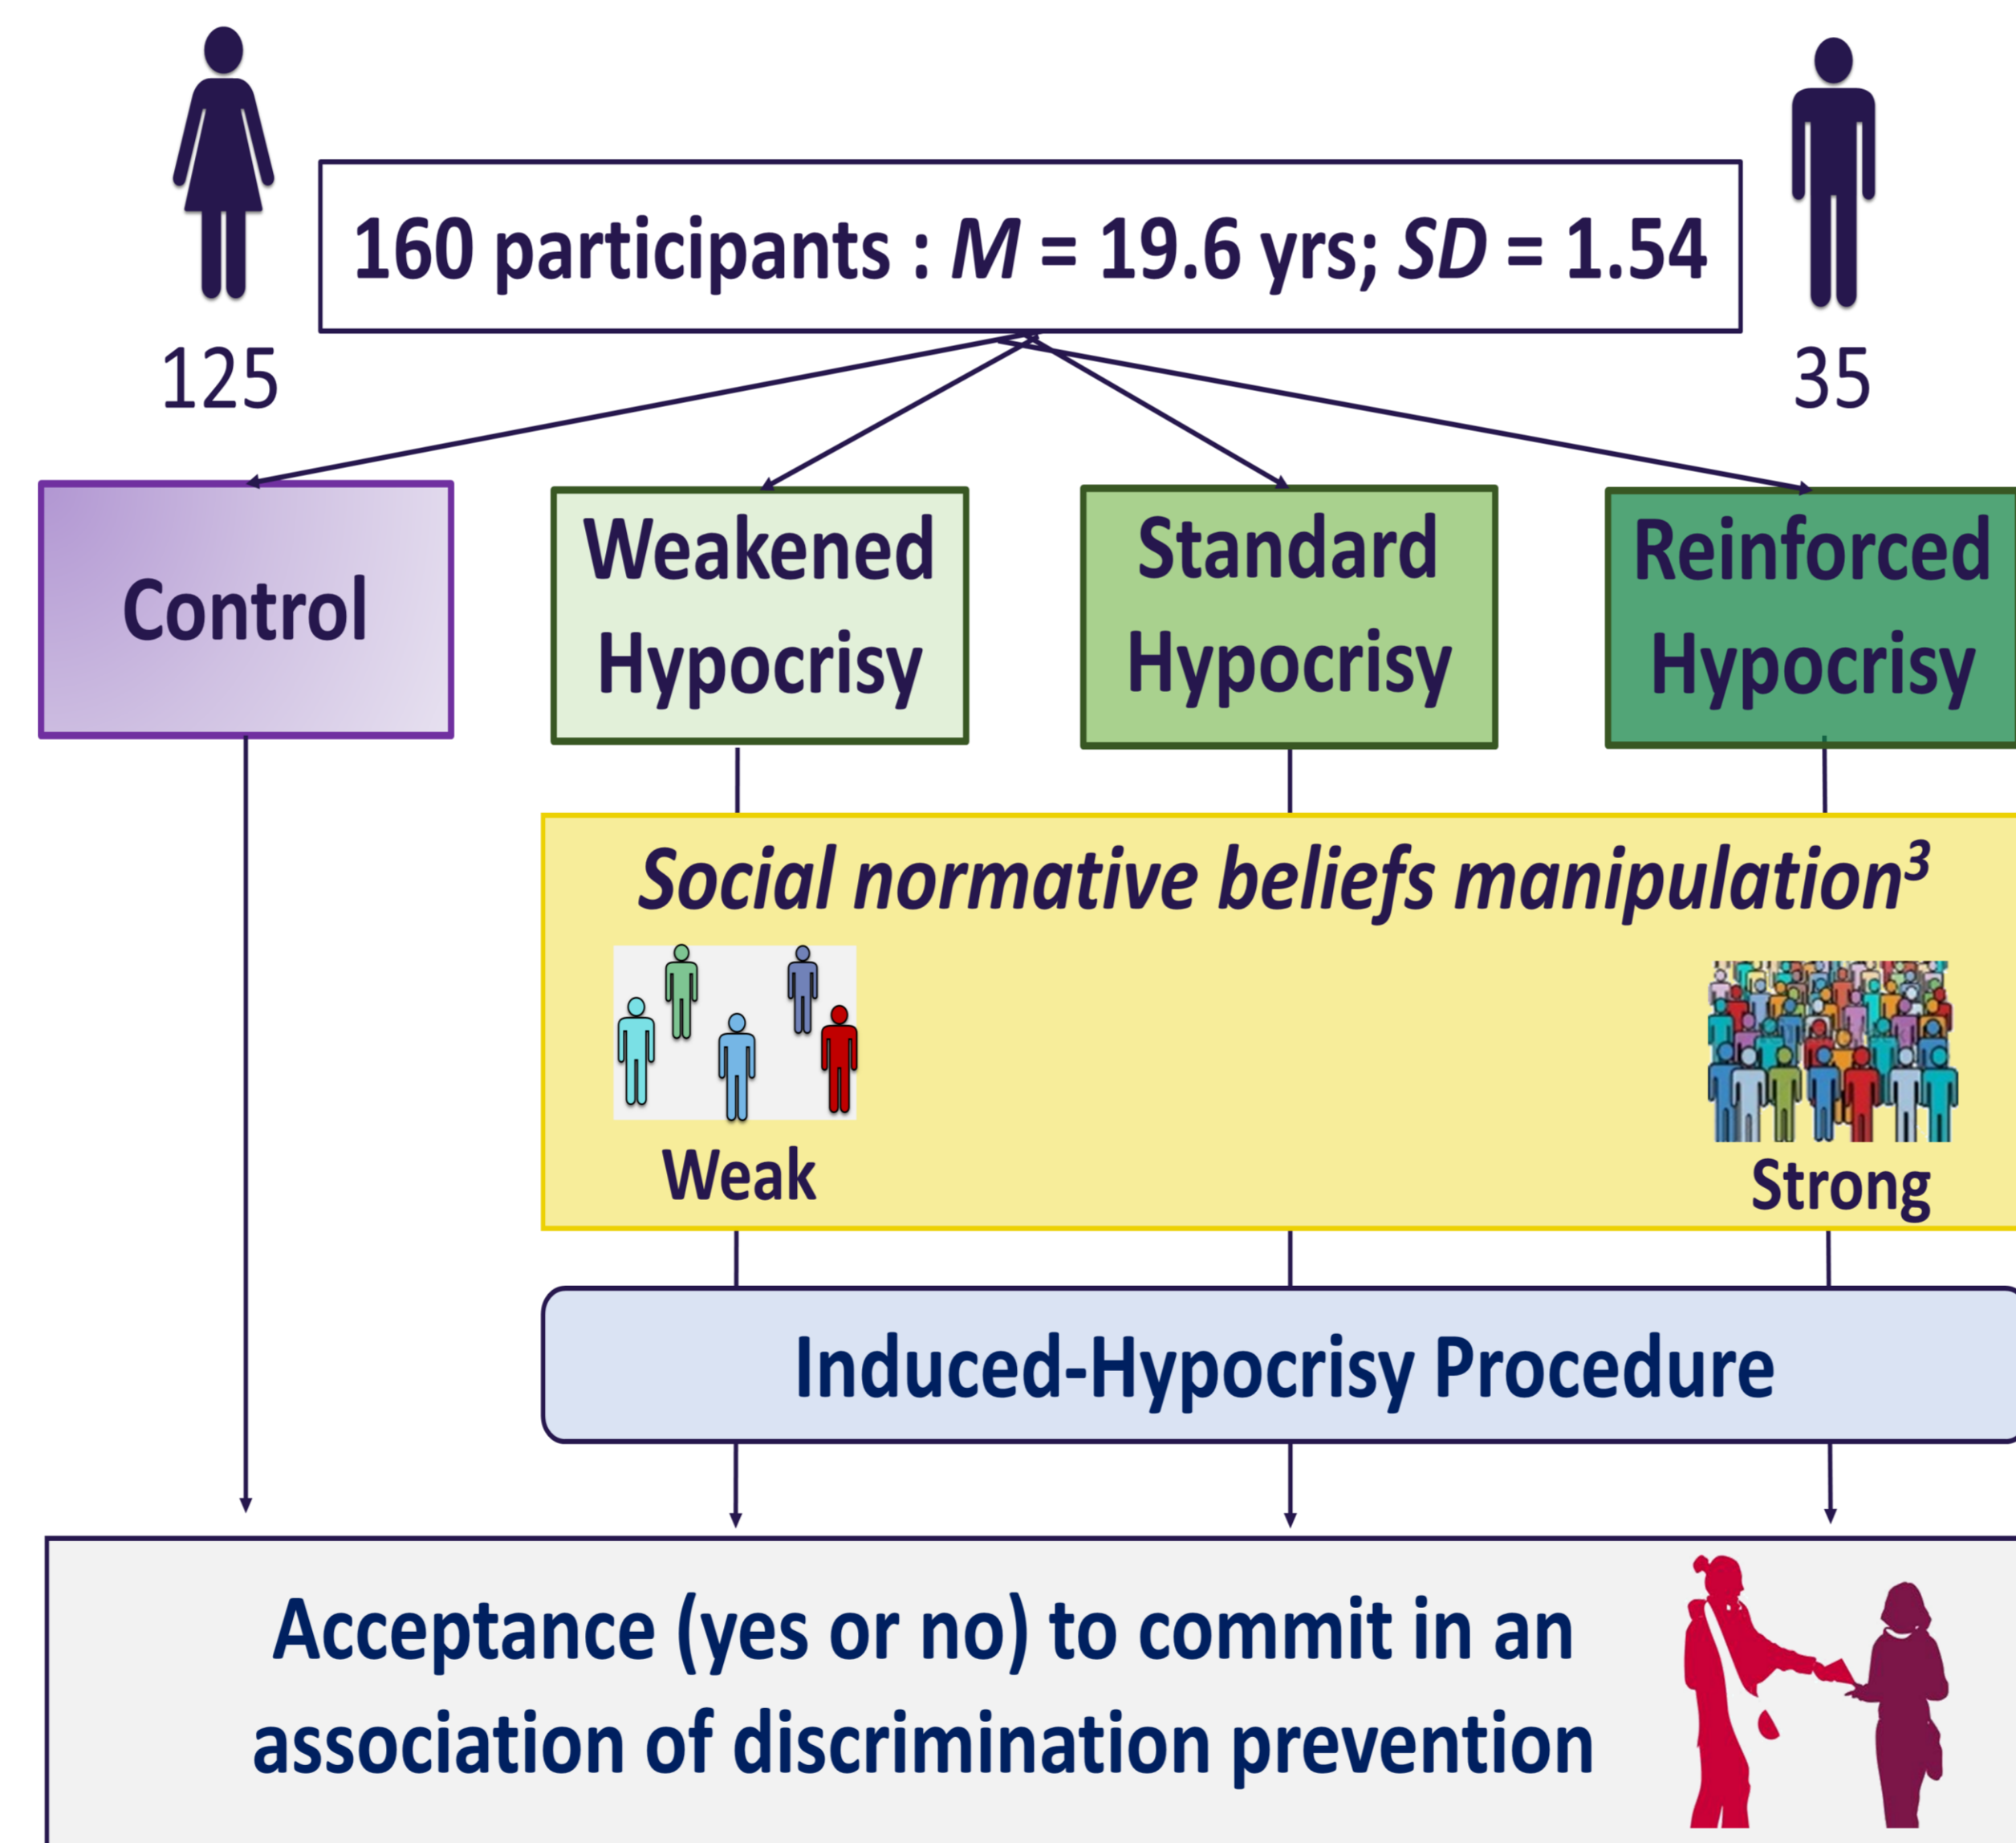 160 participants : M = 19.6 yrs; SD = 1.54
125
35
Control
Weakened
Hypocrisy
Standard
Hypocrisy
Reinforced
Hypocrisy
Social normative beliefs manipulation³
Weak
Strong
Induced-Hypocrisy Procedure
Acceptance (yes or no) to commit in an
association of discrimination prevention